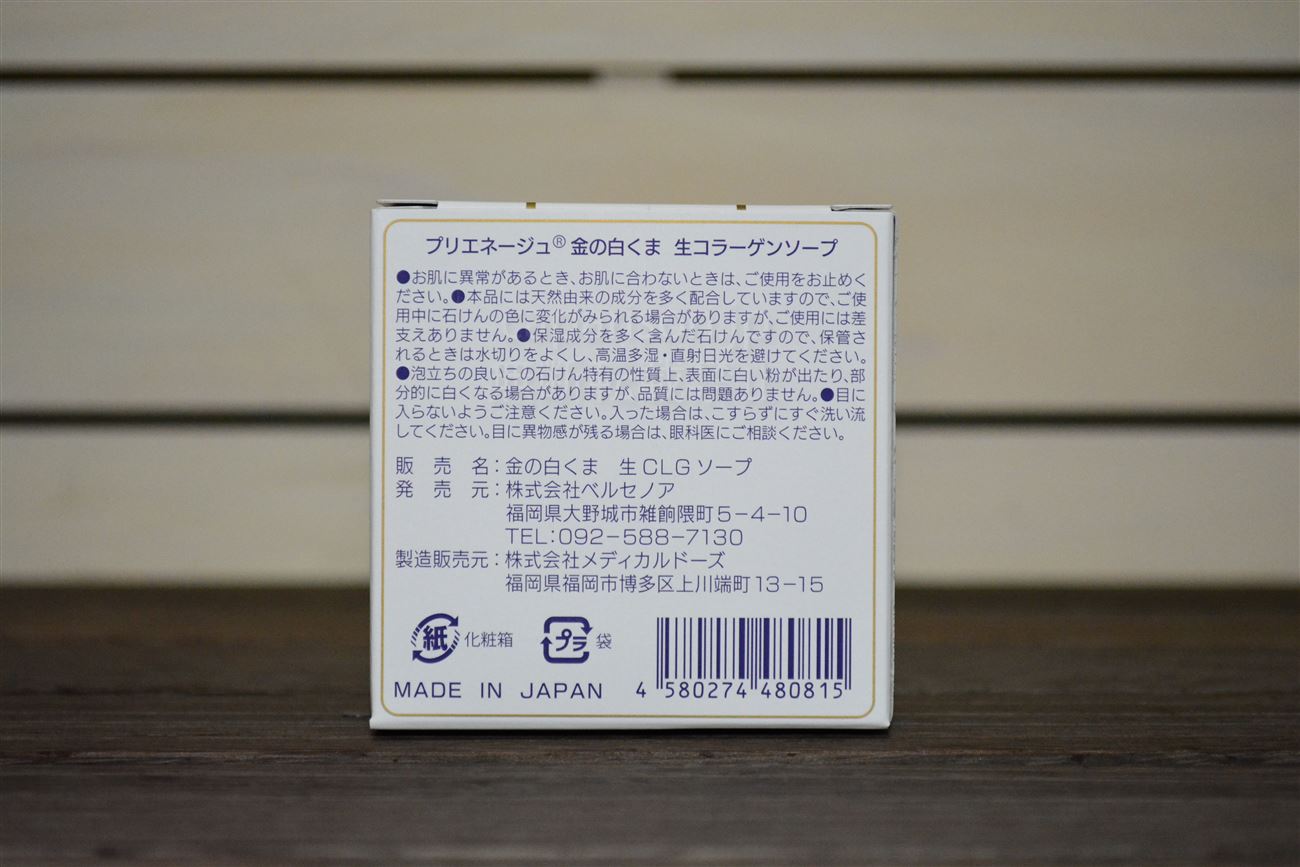 プリエネージュ® 金の白くま 生コラーゲンソープ
●お肌に異常があるとき、お肌に合わないときは、ご使用をお止めく
ださい。●本品には天然由来の成分を多く配合していますので、ご使
用中に石けんの色に変化がみられる場合がありますが、ご使用には差
支えありません。●保湿成分を多く含んだ石けんですので、保管さ
れるときは水切りをよくし、高温多湿・直射日光を避けてください。
●泡立ちの良いこの石けん特有の性質上、表面に白い粉が出たり、部
分的に白くなる場合がありますが、品質には問題ありません。●目に
入らないようご注意ください。入った場合は、こすらずにすぐ洗い流
してください。目に異物感が残る場合は、眼科医にご相談ください。
販 売 名：金の白くま 生CLGソープ
発 売 元：株式会社ベルセノア
福岡県大野城市雑餉隈町5-4-10
TEL：092-588-7130
製造販売元：株式会社メディカルドーズ
福岡県福岡市博多区上川端町13-15
紙 化粧箱 プラ 袋
MADE IN JAPAN 4 580274 480815